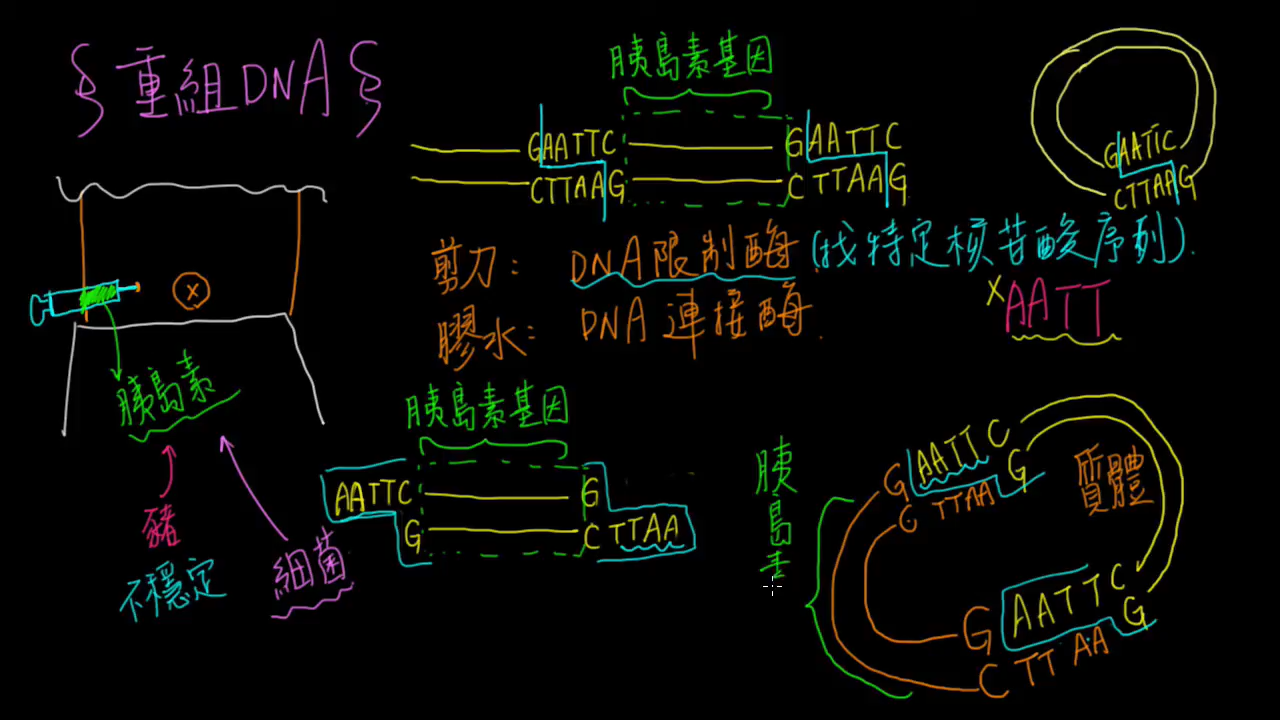 重組DNA
胰島素基因
GAATTC
CTTAAG
GAATTC
CTTAAG
GAATTC
CTTAAG
剪刀: DNA限制酶 (找特定核苷酸序列).
膠水: DNA連接酶.
x AATT
x
胰島素
豬
不穩定
細菌
胰島素基因
AATTC
G
G
CTTAA
胰島
GAATTC
CTTAAG
質體
GAATTC
CTTAAG